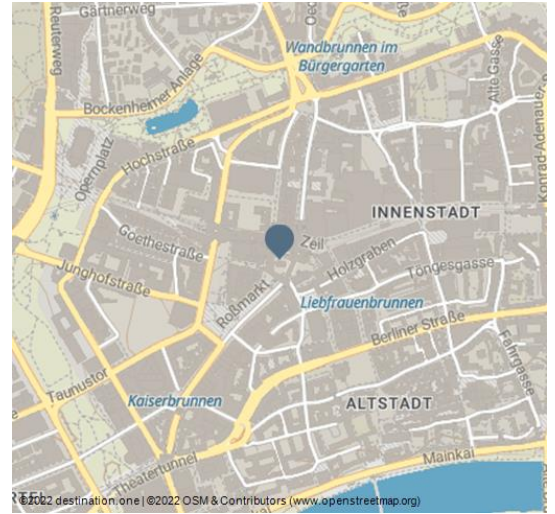 Gärtnerweg
Reuterweg
Wandbrunnen im
Bürgergarten
Alte Gasse
Bockenheimer Anlage
Konrad-Adenauer
Hochstraße
Opernplatz
INNENSTADT
Goethestraße
Zeil
Holzgraben
Töngesgasse
Junghofstraße
Roßmarkt
Liebfrauenbrunnen
Berliner Straße
Fahrgasse
Taunustor
Kaiserbrunnen
ALTSTADT
Theatertunnel
Mainkai
©2022 destination.one | ©2022 OSM & Contributors (www.openstreetmap.org)